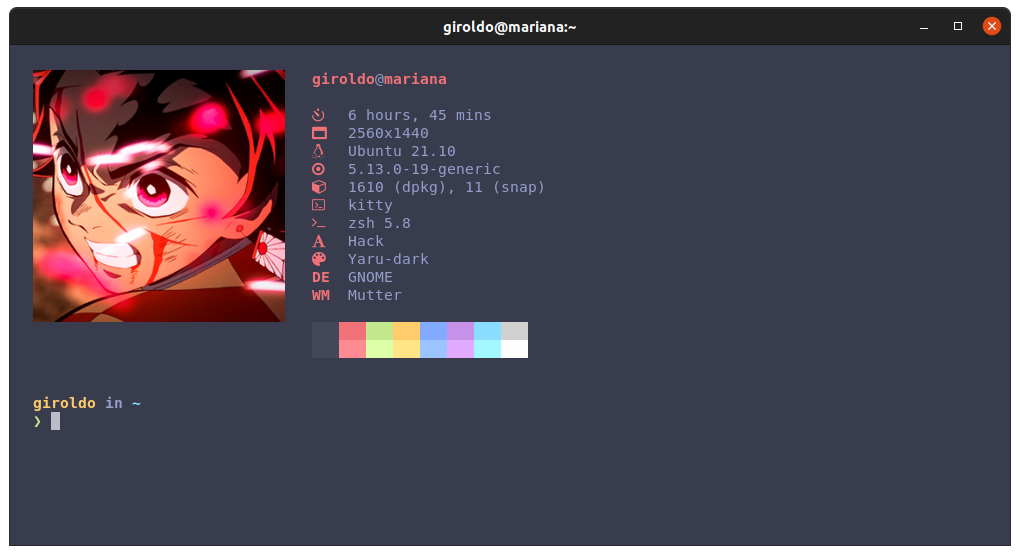 giroldo@mariana:~
giroldo@mariana
6 hours, 45 mins
2560x1440
Ubuntu 21.10
5.13.0-19-generic
1610 (dpkg), 11 (snap)
kitty
zsh 5.8
Hack
Yaru-dark
DE GNOME
WM Mutter
giroldo in ~
❯